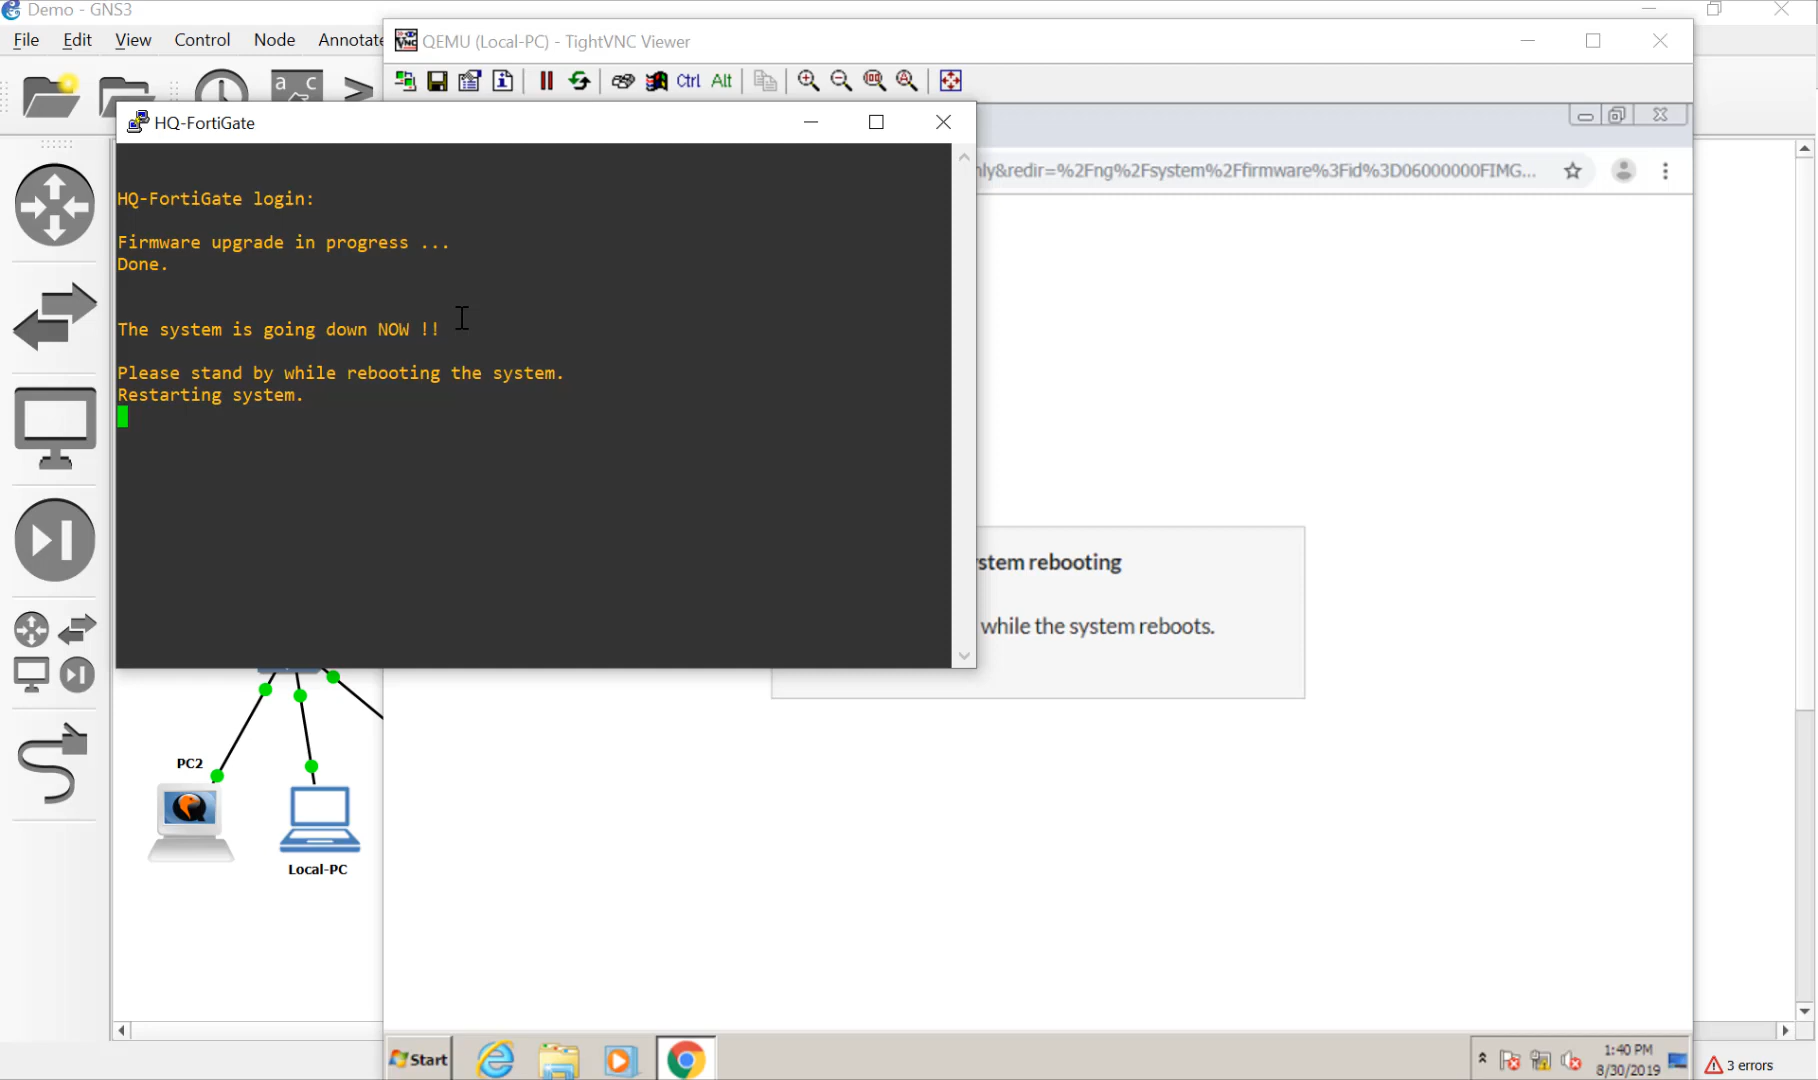 Demo - GNS3
File Edit View Control Node Annotate
QEMU (Local-PC) - TightVNC Viewer
Ctrl Alt
HQ-FortiGate
nly&redir=%2Fng%2Fsystem%2Ffirmware%3Fid%3D06000000FIMG...
HQ-FortiGate login:
Firmware upgrade in progress ...
Done.
The system is going down NOW !!
Please stand by while rebooting the system.
Restarting system.
stem rebooting
while the system reboots.
PC2
Local-PC
Start
1:40 PM
8/30/2019
3 errors